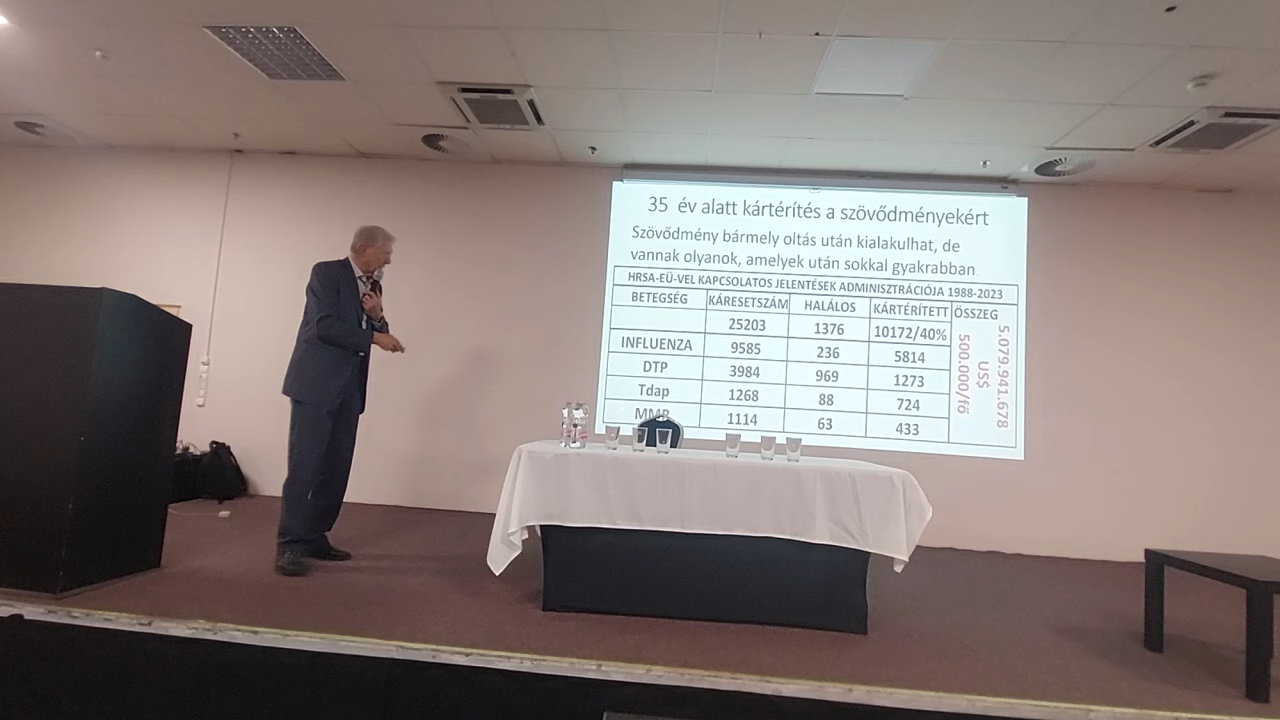 35 év alatt kártérítés a szövődményekért
Szövődmény bármely oltás után kialakulhat, de
vannak olyanok, amelyek után sokkal gyakrabban
HRSA-EÜ-VEL KAPCSOLATOS JELENTÉSEK ADMINISZTRÁCIÓJA 1988-2023
BETEGSÉG KÁRESETSZÁM HALÁLOS KÁRTÉRÍTETT ÖSSZEG
25203 1376 10172/40%
INFLUENZA 9585 236 5814
DTP 3984 969 1273
Tdap 1268 88 724
MMR 1114 63 433
5.079.941.678
US$
500.000/fő